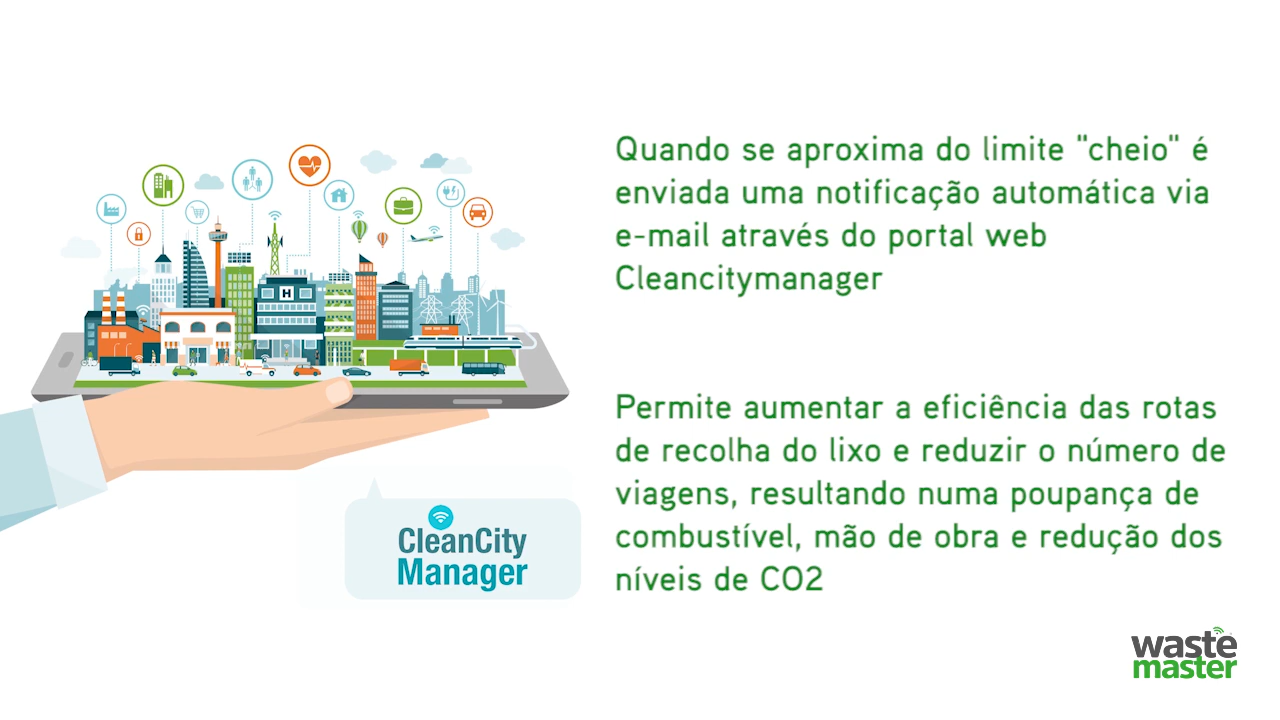 Quando se aproxima do limite "cheio" é
enviada uma notificação automática via
e-mail através do portal web
Cleancitymanager
Permite aumentar a eficiência das rotas
de recolha do lixo e reduzir o número de
viagens, resultando numa poupança de
combustível, mão de obra e redução dos
níveis de CO2
H
CleanCity
Manager
waste
master